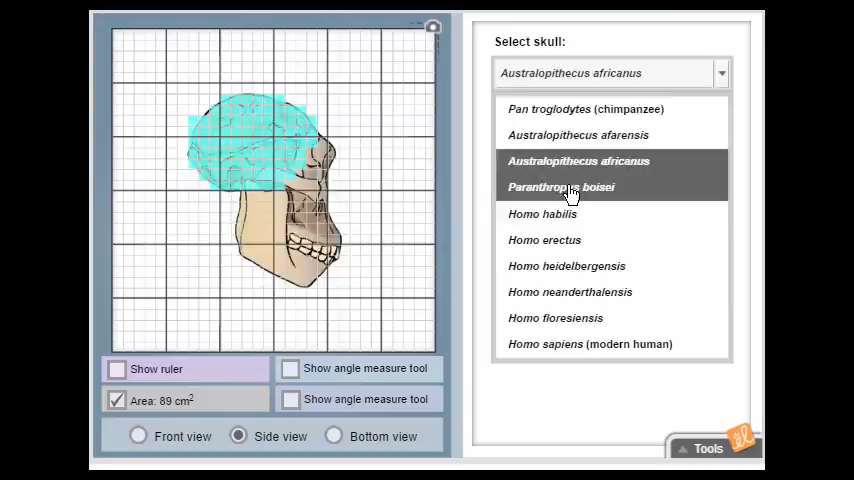 Select skull:
Australopithecus africanus
Pan troglodytes (chimpanzee)
Australopithecus afarensis
Australopithecus africanus
Paranthropus boisei
Homo habilis
Homo erectus
Homo heidelbergensis
Homo neanderthalensis
Homo floresiensis
Homo sapiens (modern human)
Show ruler
Show angle measure tool
Area: 89 cm²
Show angle measure tool
Front view
Side view
Bottom view
Tools